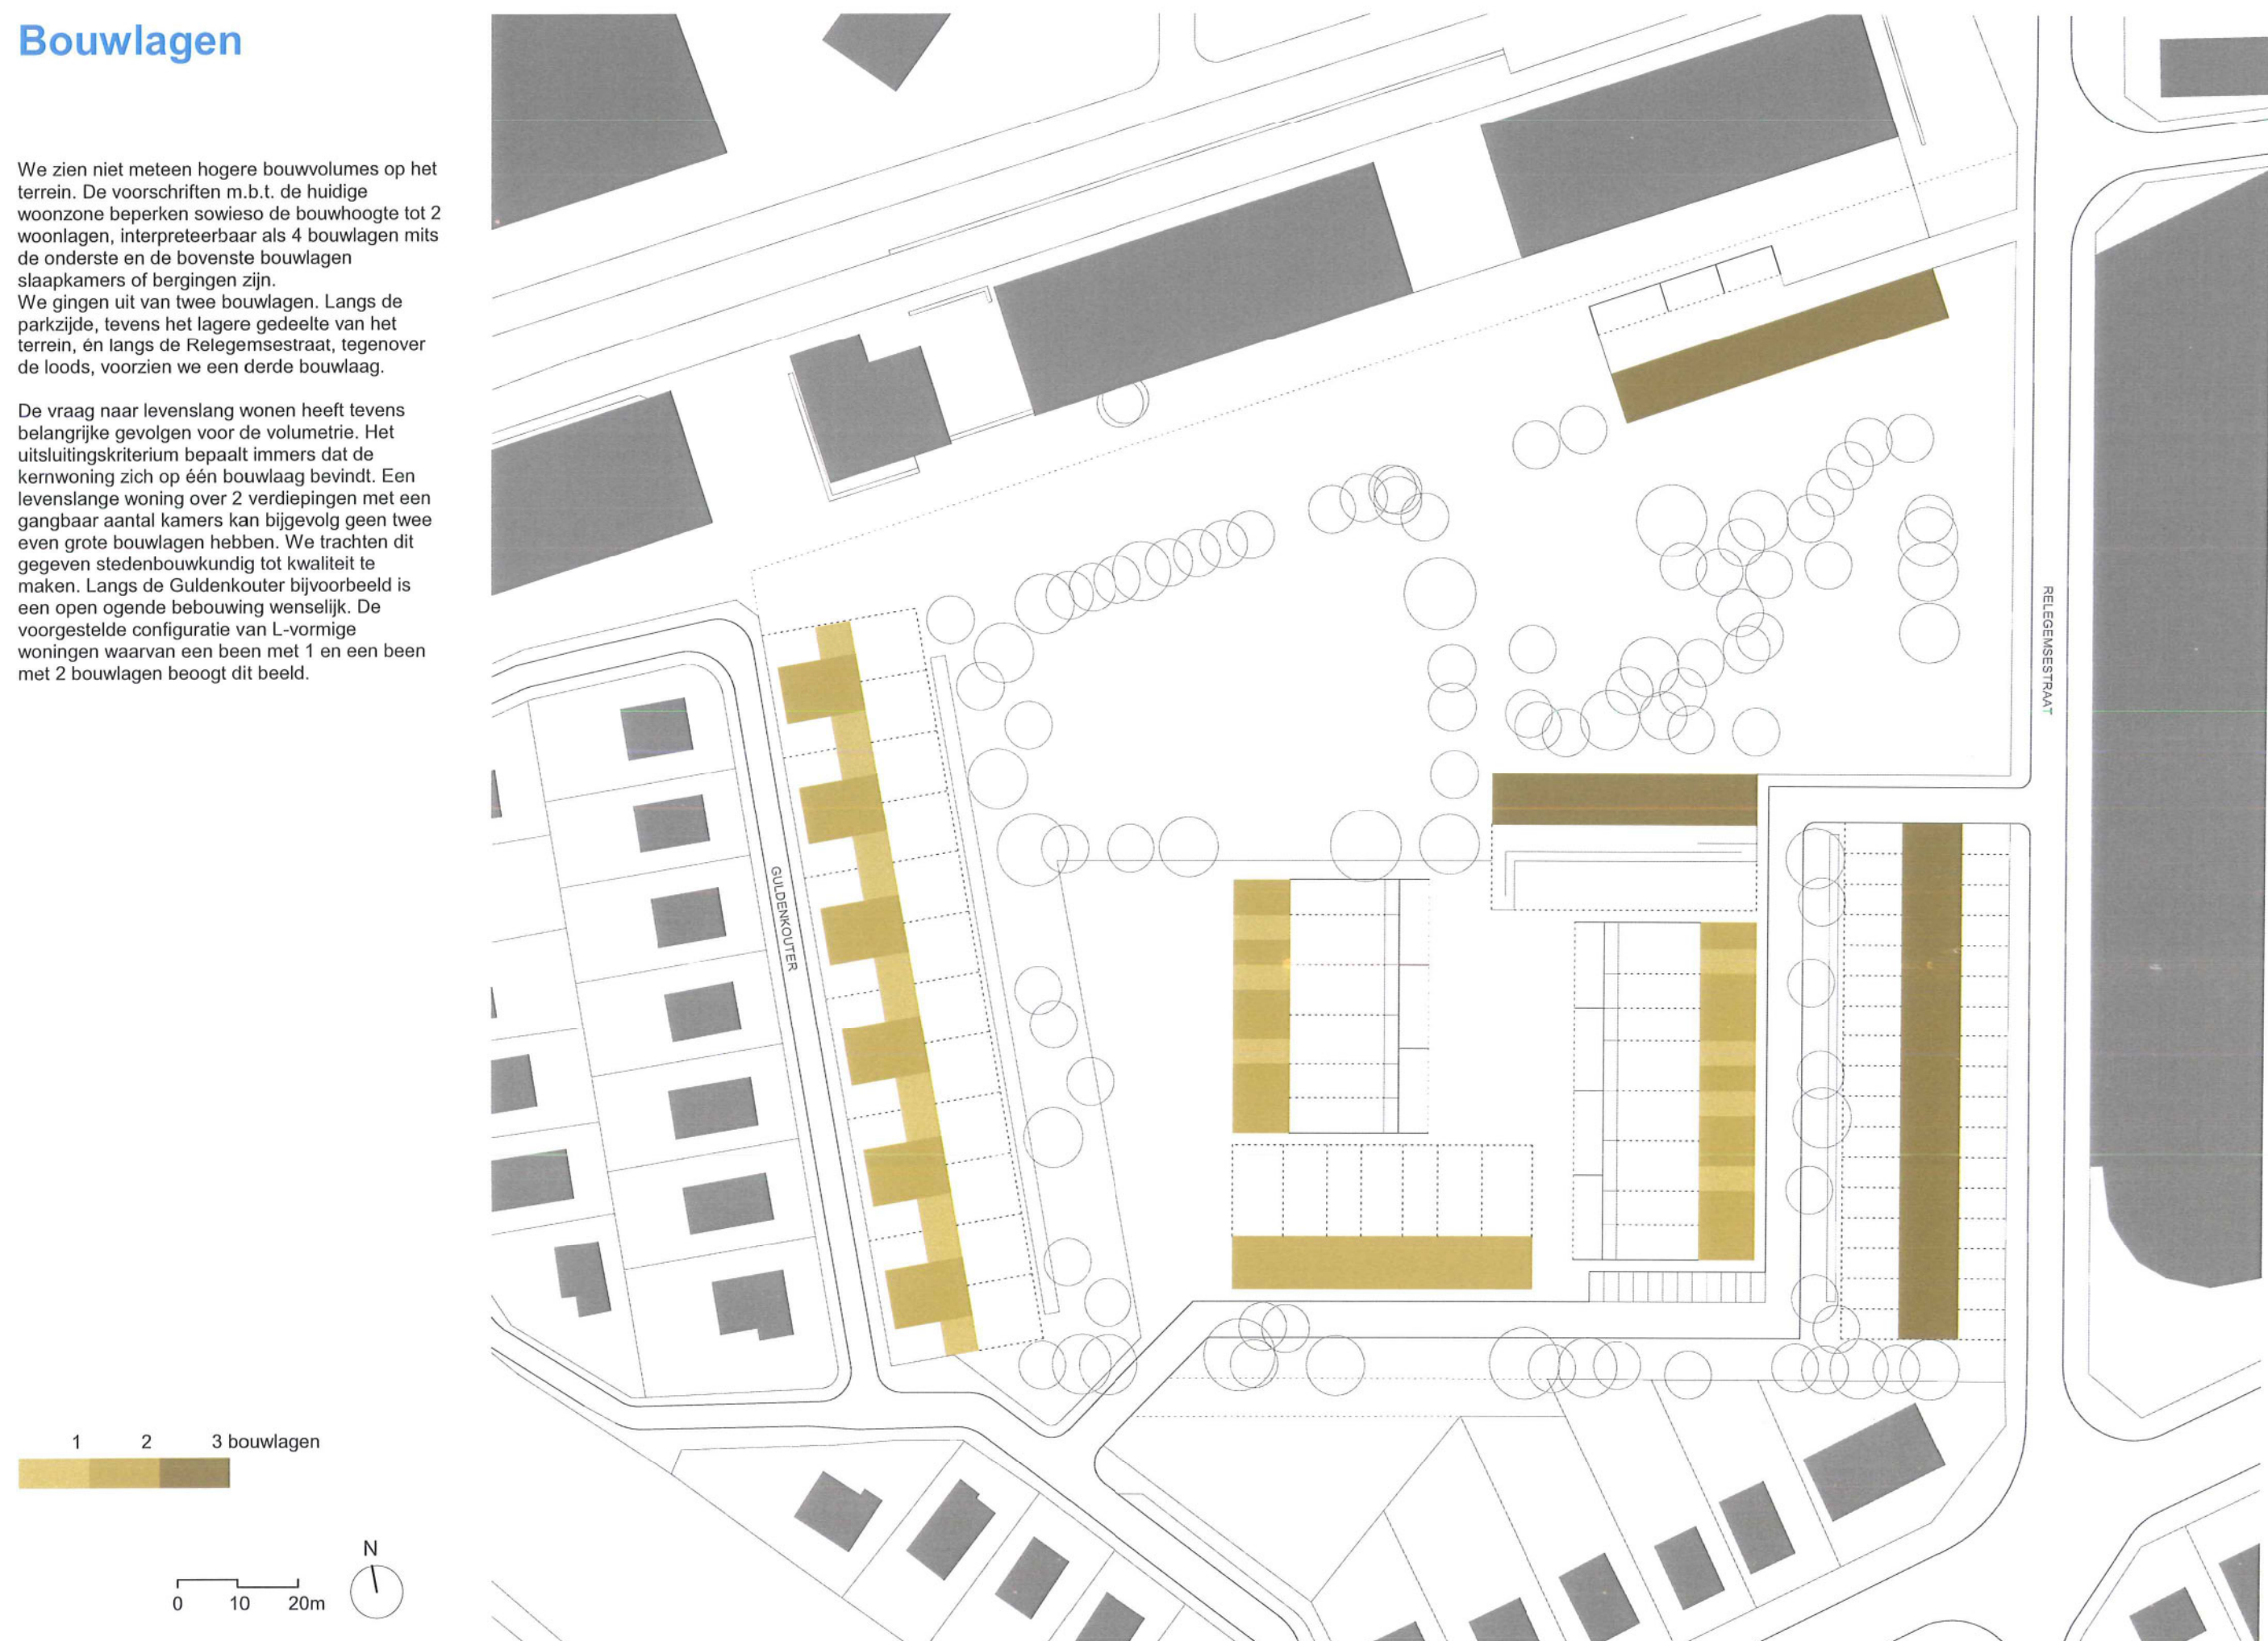 Bouwlagen
We zien niet meteen hogere bouwvolumes op het
terrein. De voorschriften m.b.t. de huidige
woonzone beperken sowieso de bouwhoogte tot 2
woonlagen, interpreteerbaar als 4 bouwlagen mits
de onderste en de bovenste bouwlagen
slaapkamers of bergingen zijn.
We gingen uit van twee bouwlagen. Langs de
parkzijde, tevens het lagere gedeelte van het
terrein, én langs de Relegemsestraat, tegenover
de loods, voorzien we een derde bouwlaag.
De vraag naar levenslang wonen heeft tevens
belangrijke gevolgen voor de volumetrie. Het
uitsluitingskriterium bepaalt immers dat de
kernwoning zich op één bouwlaag bevindt. Een
levenslange woning over 2 verdiepingen met een
gangbaar aantal kamers kan bijgevolg geen twee
even grote bouwlagen hebben. We trachten dit
gegeven stedenbouwkundig tot kwaliteit te
maken. Langs de Guldenkouter bijvoorbeeld is
een open ogende bebouwing wenselijk. De
voorgestelde configuratie van L-vormige
woningen waarvan een been met 1 en een been
met 2 bouwlagen beoogt dit beeld.
RELEGEMSESTRAAT
GULDENKOUTER
1 2 3 bouwlagen
N
0 10 20m